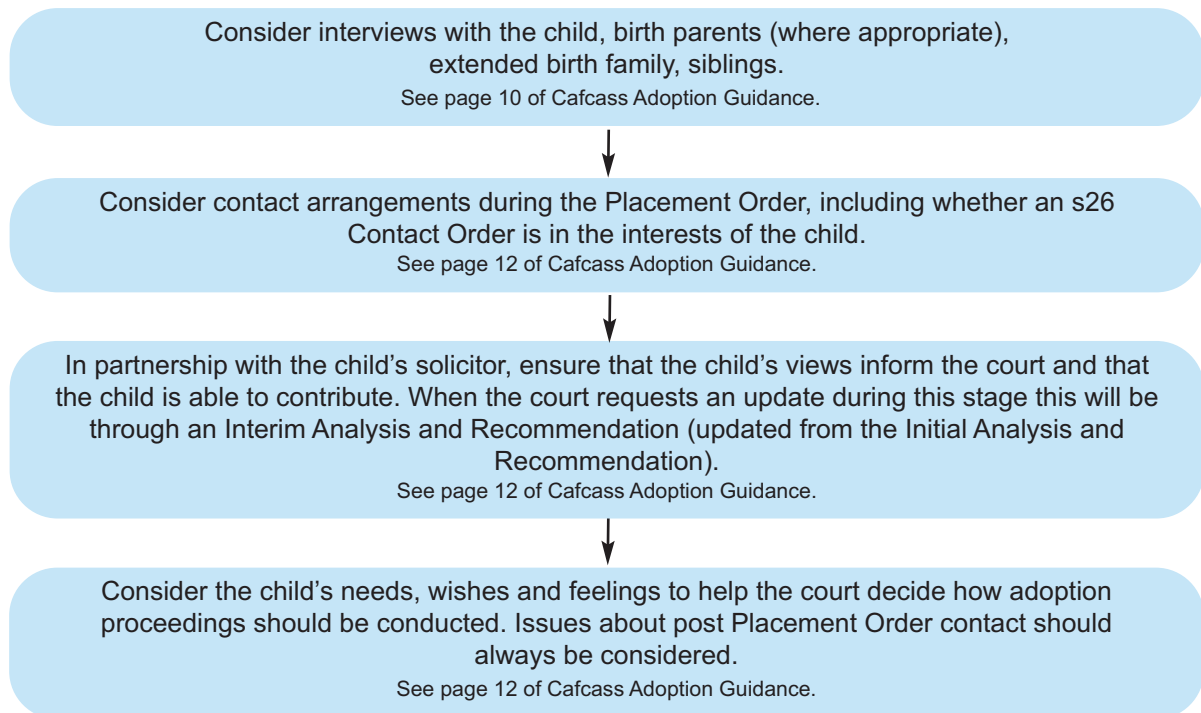 Consider interviews with the child, birth parents (where appropriate),
extended birth family, siblings.
See page 10 of Cafcass Adoption Guidance.
Consider contact arrangements during the Placement Order, including whether an s26
Contact Order is in the interests of the child.
See page 12 of Cafcass Adoption Guidance.
In partnership with the child’s solicitor, ensure that the child’s views inform the court and that
the child is able to contribute. When the court requests an update during this stage this will be
through an Interim Analysis and Recommendation (updated from the Initial Analysis and
Recommendation).
See page 12 of Cafcass Adoption Guidance.
Consider the child’s needs, wishes and feelings to help the court decide how adoption
proceedings should be conducted. Issues about post Placement Order contact should
always be considered.
See page 12 of Cafcass Adoption Guidance.